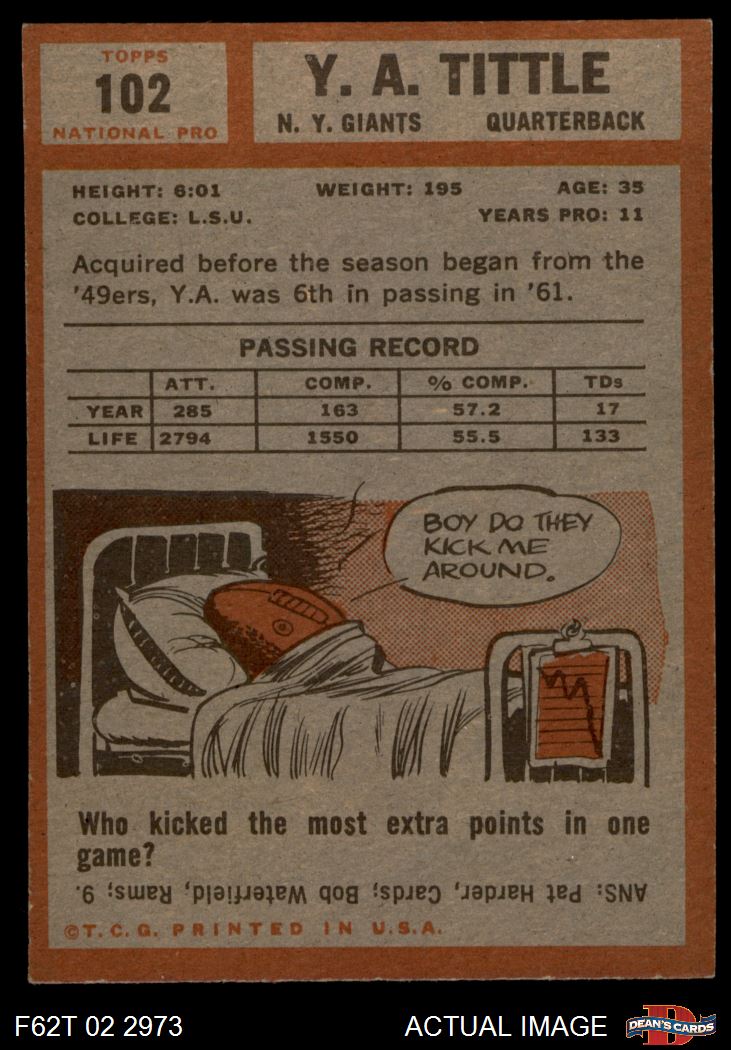 TOPPS
102
NATIONAL PRO
Y. A. TITTLE
N. Y. GIANTS QUARTERBACK
HEIGHT: 6:01 WEIGHT: 195 AGE: 35
COLLEGE: L.S.U. YEARS PRO: 11
Acquired before the season began from the
'49ers, Y.A. was 6th in passing in '61.
PASSING RECORD
ATT. COMP. % COMP. TDs
YEAR 285 163 57.2 17
LIFE 2794 1550 55.5 133
BOY DO THEY
KICK ME
AROUND.
Who kicked the most extra points in one
game?
ANS: Pat Harder, Cards; Bob Waterfield, Rams; 9.
©T.C.G. PRINTED IN U.S.A.
F62T 02 2973 ACTUAL IMAGE
D
DEAN'S CARDS